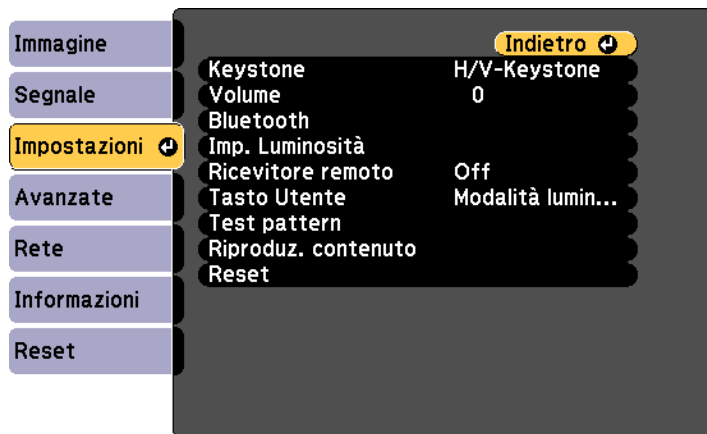 Immagine
Segnale
Impostazioni
Avanzate
Rete
Informazioni
Reset
Indietro
Keystone H/V-Keystone
Volume 0
Bluetooth
Imp. Luminosità
Ricevitore remoto Off
Tasto Utente Modalità lumin...
Test pattern
Riproduz. contenuto
Reset